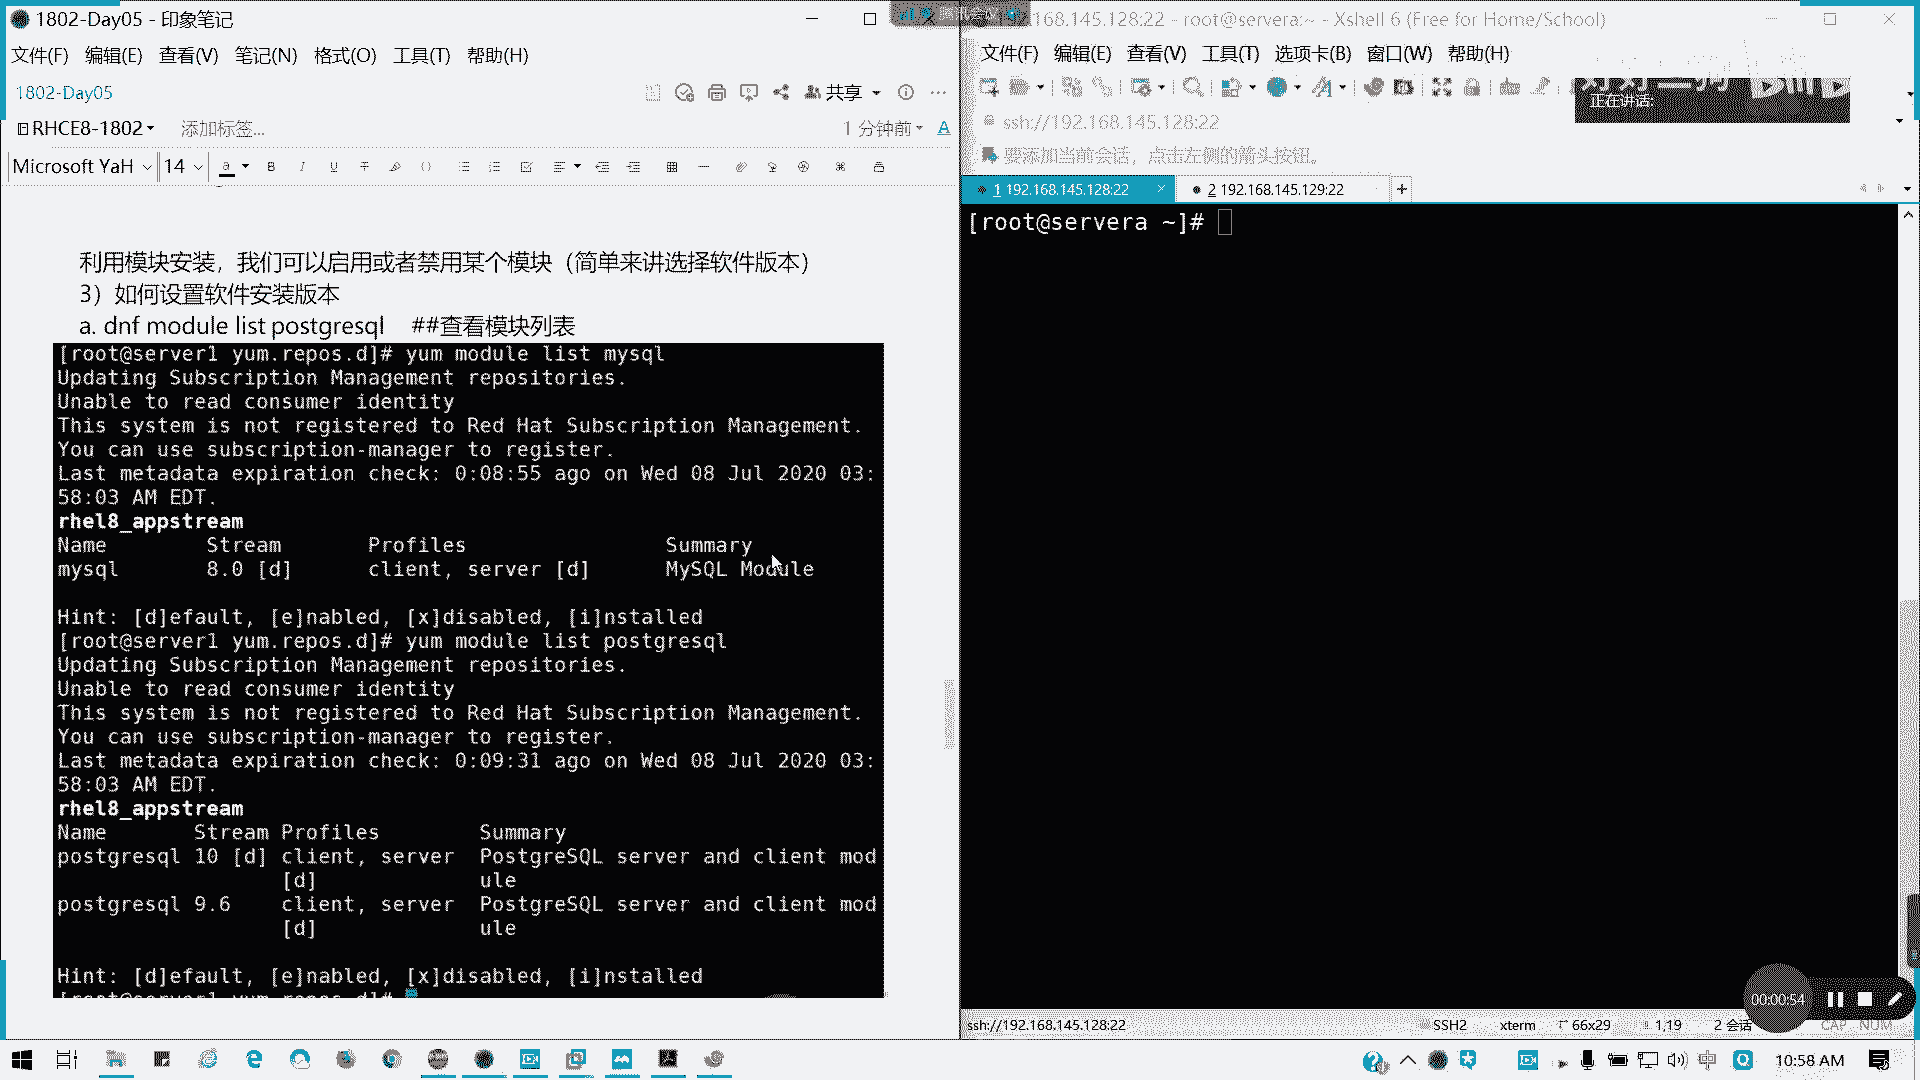 1802-Day05 - 印象笔记
文件(F) 编辑(E) 查看(V) 笔记(N) 格式(O) 工具(T) 帮助(H)
1802-Day05
共享
RHCE8-1802 添加标签...
1 分钟前
Microsoft YaH 14
利用模块安装，我们可以启用或者禁用某个模块（简单来讲选择软件版本）
3）如何设置软件安装版本
a. dnf module list postgresql ##查看模块列表
[root@server1 yum.repos.d]# yum module list mysql
Updating Subscription Management repositories.
Unable to read consumer identity
This system is not registered to Red Hat Subscription Management.
You can use subscription-manager to register.
Last metadata expiration check: 0:08:55 ago on Wed 08 Jul 2020 03:
58:03 AM EDT.
rhel8_appstream
Name Stream Profiles Summary
mysql 8.0 [d] client, server [d] MySQL Module
Hint: [d]efault, [e]nabled, [x]disabled, [i]nstalled
[root@server1 yum.repos.d]# yum module list postgresql
Updating Subscription Management repositories.
Unable to read consumer identity
This system is not registered to Red Hat Subscription Management.
You can use subscription-manager to register.
Last metadata expiration check: 0:09:31 ago on Wed 08 Jul 2020 03:
58:03 AM EDT.
rhel8_appstream
Name Stream Profiles Summary
postgresql 10 [d] client, server PostgreSQL server and client mod
[d] ule
postgresql 9.6 client, server PostgreSQL server and client mod
[d] ule
Hint: [d]efault, [e]nabled, [x]disabled, [i]nstalled
[root@server1 yum.repos.d]#
腾讯会议
192.168.145.128:22 - root@servera:~ - Xshell 6 (Free for Home/School)
文件(F) 编辑(E) 查看(V) 工具(T) 选项卡(B) 窗口(W) 帮助(H)
正在讲话:
ssh://192.168.145.128:22
要添加当前会话，点击左侧的箭头按钮。
1 192.168.145.128:22
2 192.168.145.129:22
[root@servera ~]#
00:00:54
ssh://192.168.145.128:22 SSH2 xterm 66x29 1,19 2 会话 CAP NUM
中
10:58 AM